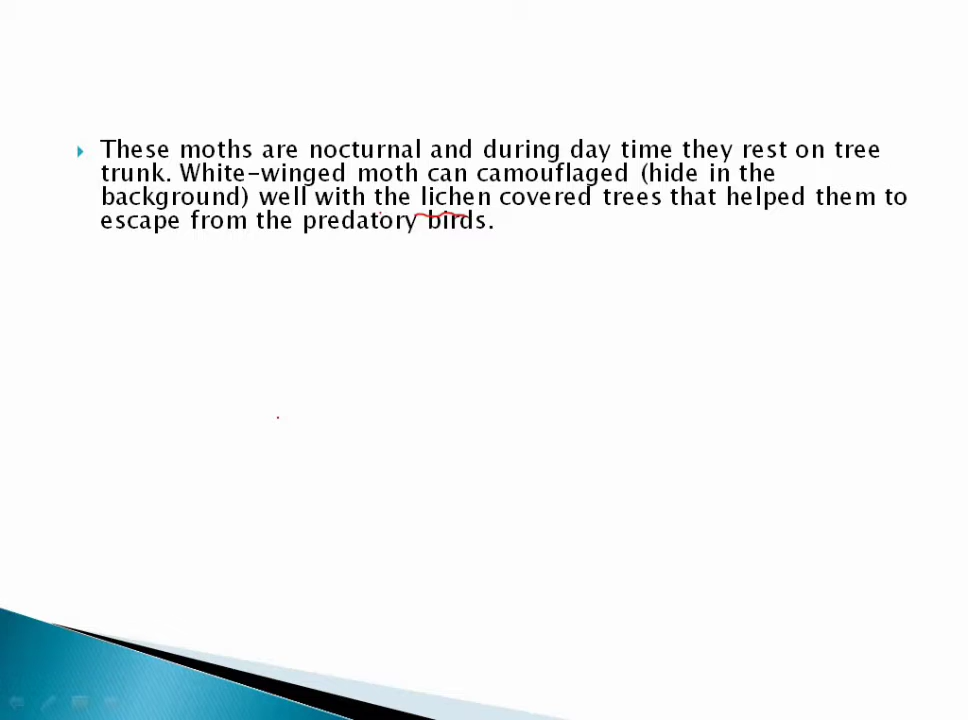 These moths are nocturnal and during day time they rest on tree
trunk. White-winged moth can camouflaged (hide in the
background) well with the lichen covered trees that helped them to
escape from the predatory birds.